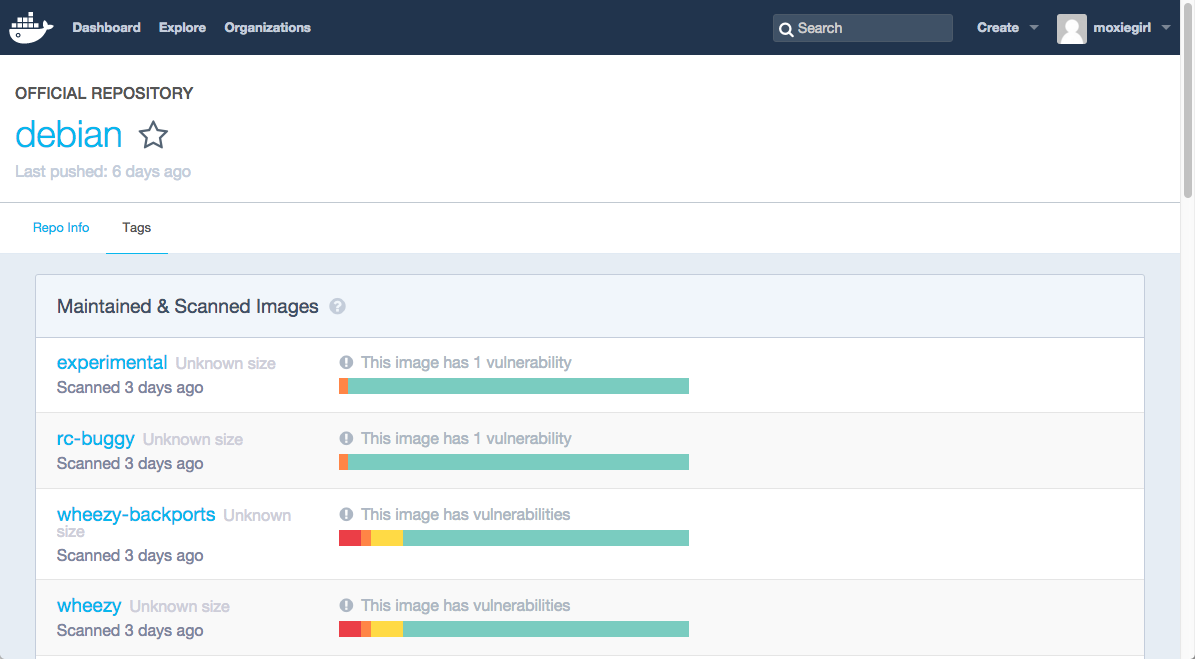 Dashboard Explore Organizations Search Create moxiegirl
OFFICIAL REPOSITORY
debian
Last pushed: 6 days ago
Repo Info Tags
Maintained & Scanned Images ?
experimental Unknown size
Scanned 3 days ago
This image has 1 vulnerability
rc-buggy Unknown size
Scanned 3 days ago
This image has 1 vulnerability
wheezy-backports Unknown
size
Scanned 3 days ago
This image has vulnerabilities
wheezy Unknown size
Scanned 3 days ago
This image has vulnerabilities